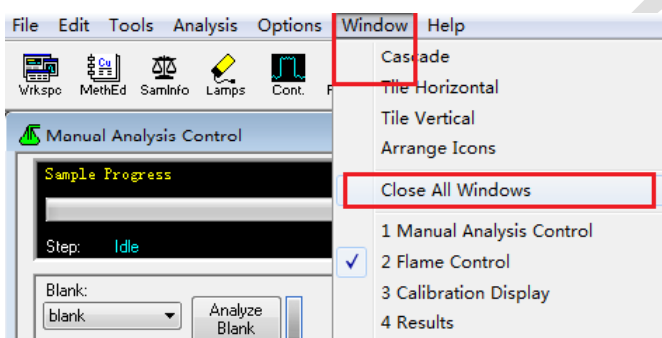 File Edit Tools Analysis Options Window Help
Wrkspc MethEd SamInfo Lamps Cont.
Cascade
Tile Horizontal
Tile Vertical
Arrange Icons
Close All Windows
1 Manual Analysis Control
2 Flame Control
3 Calibration Display
4 Results
Manual Analysis Control
Sample Progress
Step: Idle
Blank:
blank
Analyze
Blank